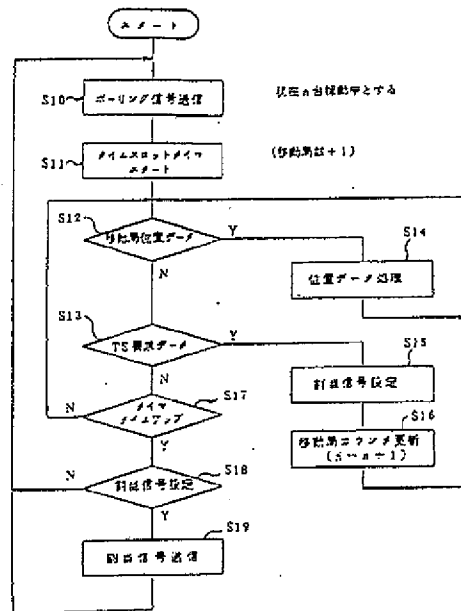 スタート
S10
ポーリング信号送信
現在n台稼動中とする
S11
タイムスロットタイマ
スタート
(移動局数+1)
S12
移動局位置データ
Y
N
S14
位置データ処理
S13
TS要求データ
Y
N
S15
割当信号設定
S17
タイマ
タイムアップ
N
Y
S16
移動局カウンタ更新
(n←n+1)
S18
割当信号設定
N
Y
S19
割当信号送信